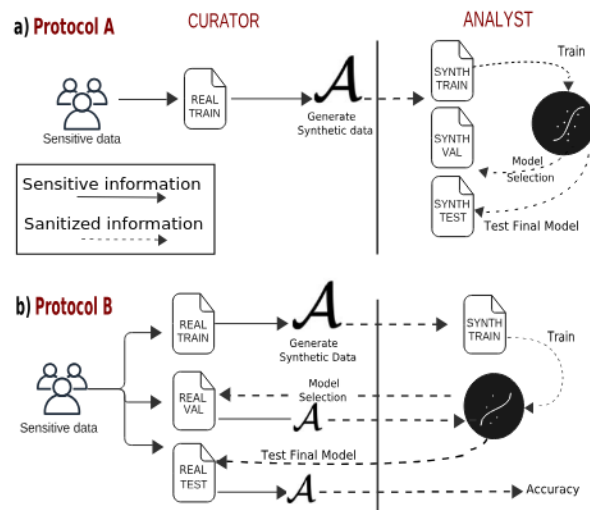 CURATOR
ANALYST
a) Protocol A
Sensitive data
REAL
TRAIN
A
Generate
Synthetic data
SYNTH
TRAIN
Train
SYNTH
VAL
Model
Selection
SYNTH
TEST
Test Final Model
Sensitive information
Sanitized information
b) Protocol B
Sensitive data
REAL
TRAIN
A
Generate
Synthetic Data
SYNTH
TRAIN
Train
REAL
VAL
Model
Selection
A
Test Final Model
REAL
TEST
A
Accuracy